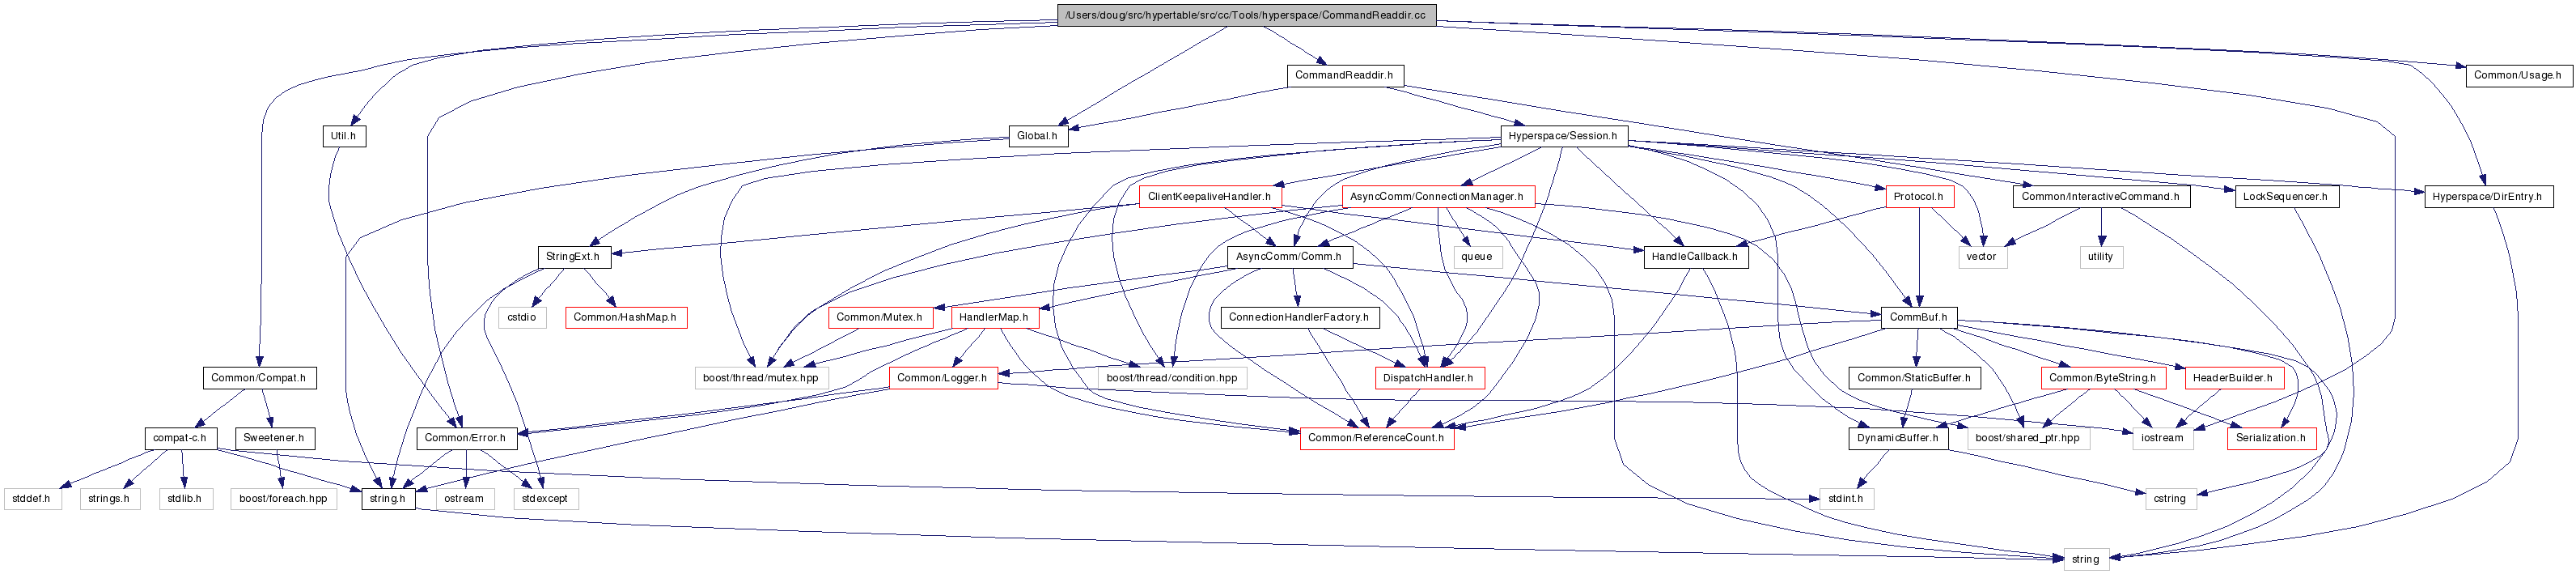 /Users/doug/src/hypertable/src/cc/Tools/hyperspace/CommandReaddir.cc
CommandReaddir.h
Common/Usage.h
Util.h
Global.h
Hyperspace/Session.h
ClientKeepaliveHandler.h
AsyncComm/ConnectionManager.h
Protocol.h
Common/InteractiveCommand.h
LockSequencer.h
Hyperspace/DirEntry.h
StringExt.h
AsyncComm/Comm.h
queue
HandleCallback.h
vector
utility
cstdio
Common/HashMap.h
Common/Mutex.h
HandlerMap.h
ConnectionHandlerFactory.h
CommBuf.h
Common/Compat.h
boost/thread/mutex.hpp
Common/Logger.h
boost/thread/condition.hpp
DispatchHandler.h
Common/StaticBuffer.h
Common/ByteString.h
HeaderBuilder.h
compat-c.h
Sweetener.h
Common/Error.h
Common/ReferenceCount.h
DynamicBuffer.h
boost/shared_ptr.hpp
iostream
Serialization.h
stddef.h
strings.h
stdlib.h
boost/foreach.hpp
string.h
ostream
stdexcept
stdint.h
cstring
string